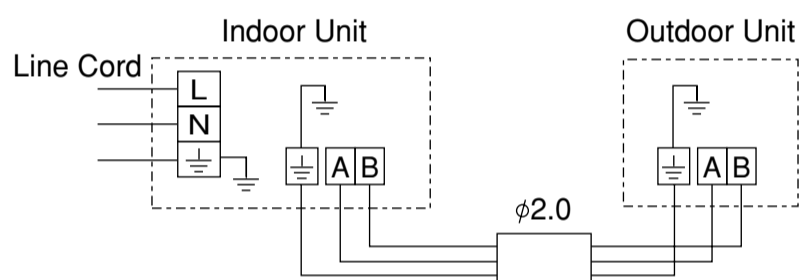 Indoor Unit
Outdoor Unit
Line Cord
L
N
A B
A B
ϕ2.0